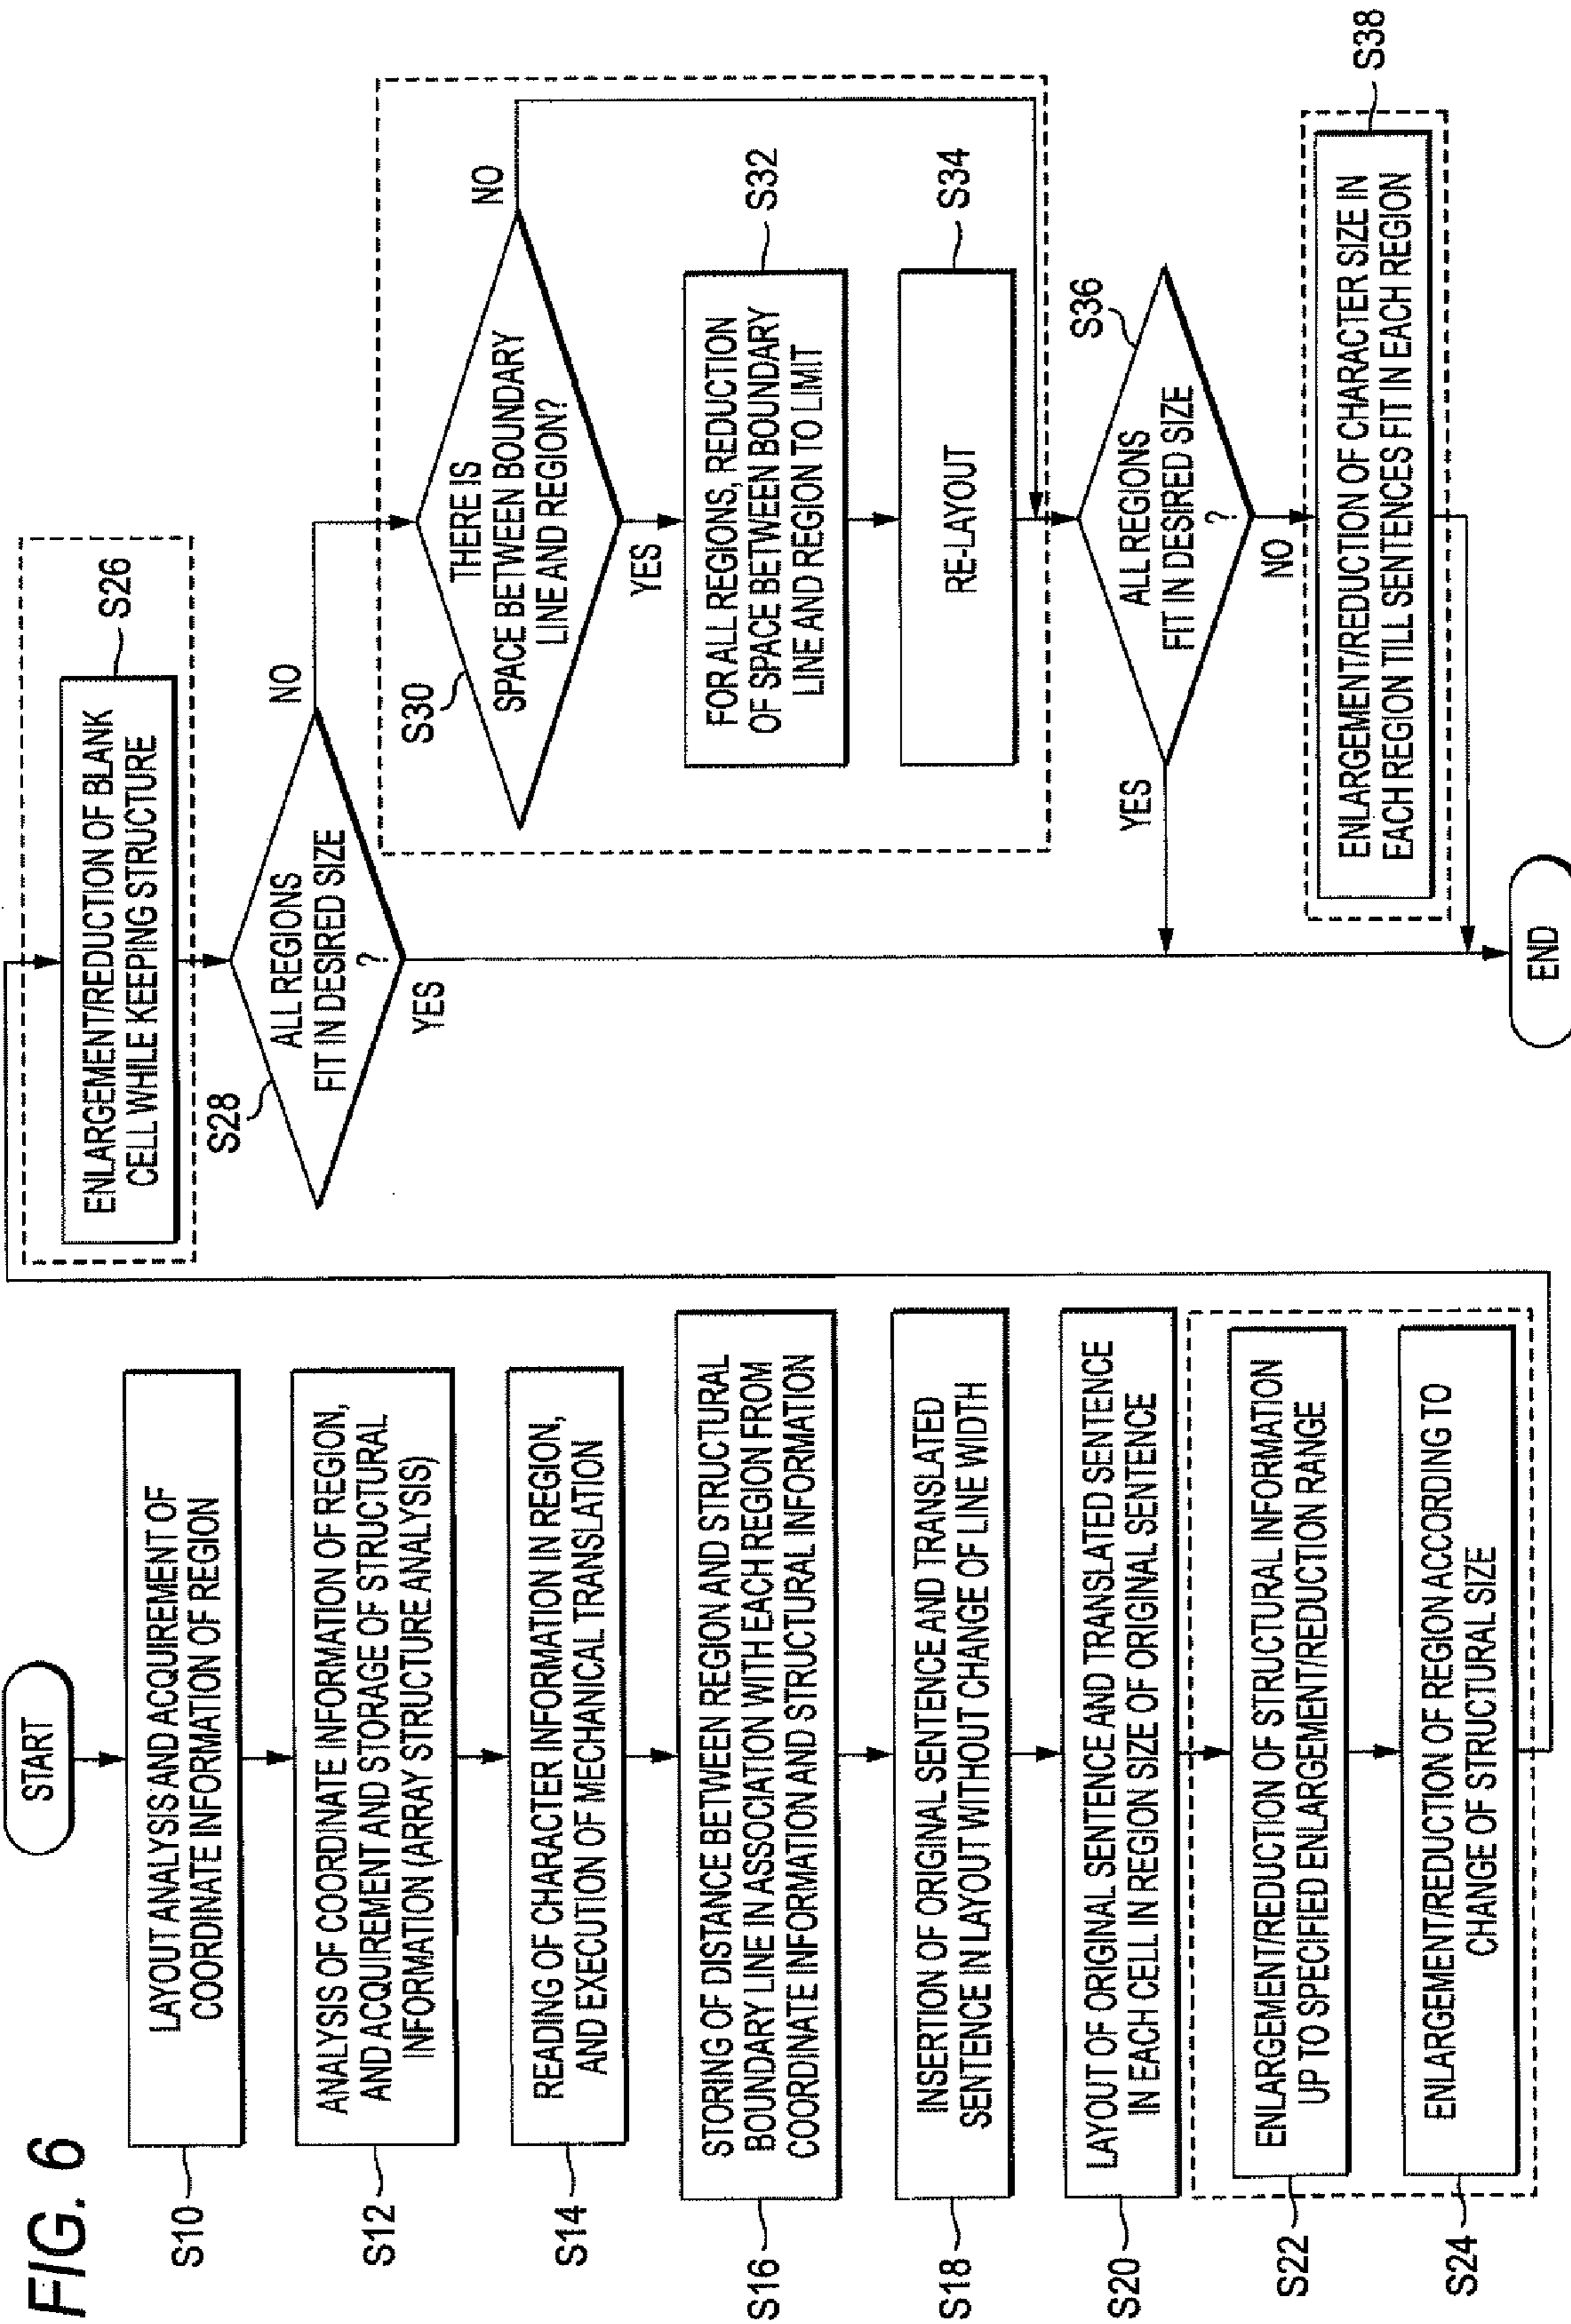 FIG. 6
START
LAYOUT ANALYSIS AND ACQUIREMENT OF
COORDINATE INFORMATION OF REGION
S10
ANALYSIS OF COORDINATE INFORMATION OF REGION,
AND ACQUIREMENT AND STORAGE OF STRUCTURAL
INFORMATION (ARRAY STRUCTURE ANALYSIS)
S12
READING OF CHARACTER INFORMATION IN REGION,
AND EXECUTION OF MECHANICAL TRANSLATION
S14
STORING OF DISTANCE BETWEEN REGION AND STRUCTURAL
BOUNDARY LINE IN ASSOCIATION WITH EACH REGION FROM
COORDINATE INFORMATION AND STRUCTURAL INFORMATION
S16
INSERTION OF ORIGINAL SENTENCE AND TRANSLATED
SENTENCE IN LAYOUT WITHOUT CHANGE OF LINE WIDTH
S18
LAYOUT OF ORIGINAL SENTENCE AND TRANSLATED SENTENCE
IN EACH CELL IN REGION SIZE OF ORIGINAL SENTENCE
S20
ENLARGEMENT/REDUCTION OF STRUCTURAL INFORMATION
UP TO SPECIFIED ENLARGEMENT/REDUCTION RANGE
S22
ENLARGEMENT/REDUCTION OF REGION ACCORDING TO
CHANGE OF STRUCTURAL SIZE
S24
ENLARGEMENT/REDUCTION OF BLANK
CELL WHILE KEEPING STRUCTURE
S26
S28
ALL REGIONS
FIT IN DESIRED SIZE
?
NO
YES
S30
THERE IS
SPACE BETWEEN BOUNDARY
LINE AND REGION?
NO
YES
FOR ALL REGIONS, REDUCTION
OF SPACE BETWEEN BOUNDARY
LINE AND REGION TO LIMIT
S32
RE-LAYOUT
S34
S36
ALL REGIONS
FIT IN DESIRED SIZE
?
YES
NO
ENLARGEMENT/REDUCTION OF CHARACTER SIZE IN
EACH REGION TILL SENTENCES FIT IN EACH REGION
S38
END